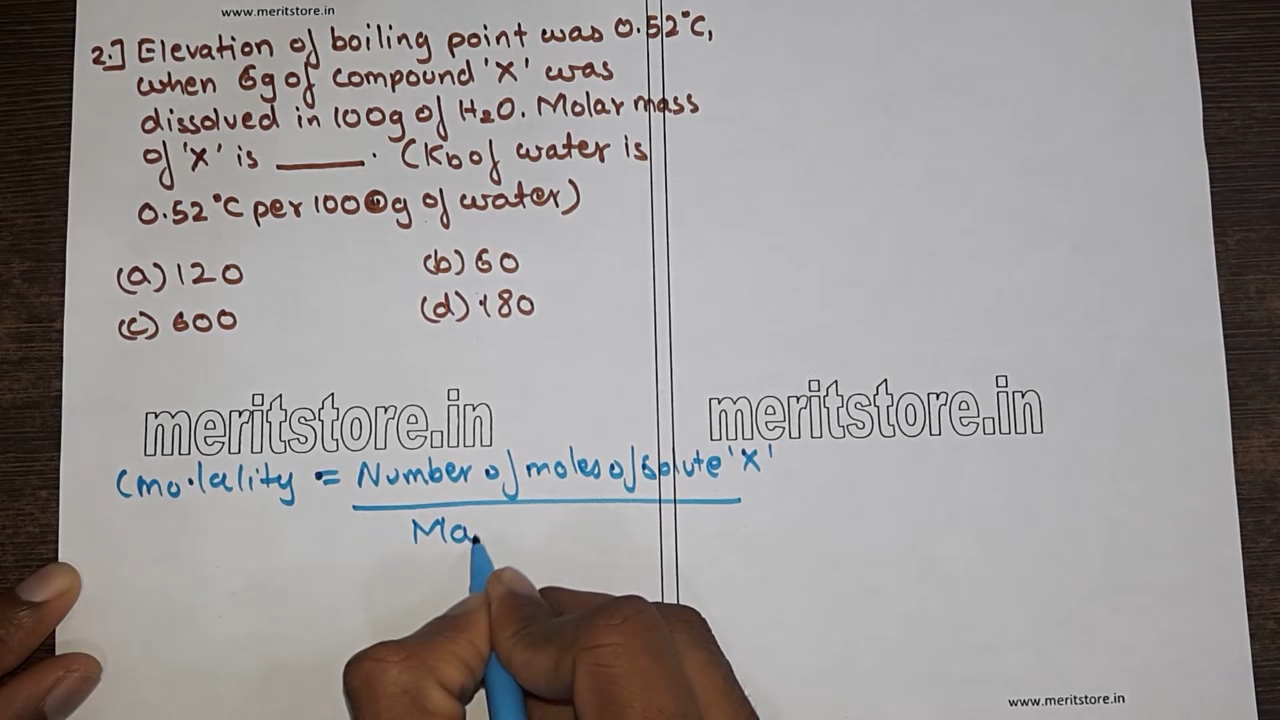 www.meritstore.in
2.] Elevation of boiling point was 0.52°C,
when 6g of compound 'X' was
dissolved in 100g of H₂O. Molar mass
of 'X' is ______. (Kb of water is
0.52°C per 1000g of water)
(a) 120 (b) 60
(c) 600 (d) 180
meritstore.in meritstore.in
(molality = Number of moles of solute 'X'
Ma
www.meritstore.in